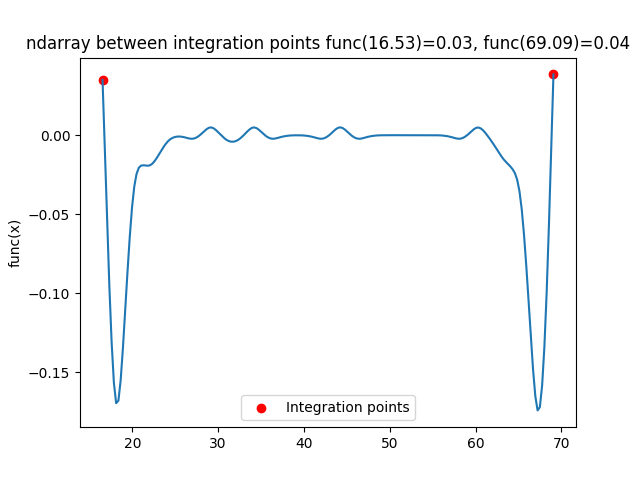 ndarray between integration points func(16.53)=0.03, func(69.09)=0.04
func(x)
0.00
−0.05
−0.10
−0.15
Integration points
20 30 40 50 60 70